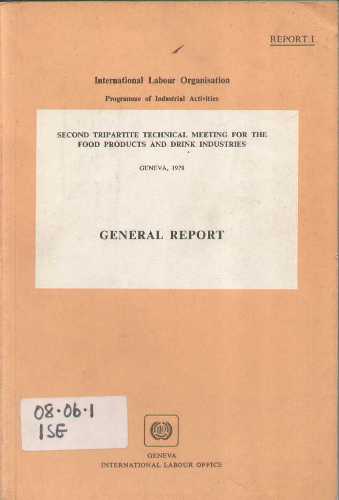 REPORT I
International Labour Organisation
Programme of Industrial Activities
SECOND TRIPARTITE TECHNICAL MEETING FOR THE
FOOD PRODUCTS AND DRINK INDUSTRIES
GENEVA, 1978
GENERAL REPORT
08·06·1
ISE
GENEVA
INTERNATIONAL LABOUR OFFICE